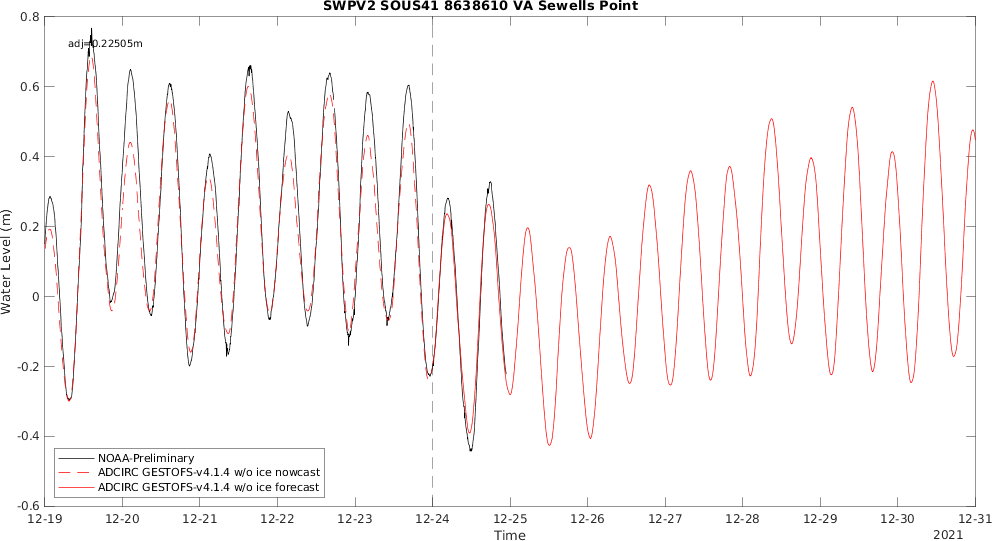 SWPV2 SOUS41 8638610 VA Sewells Point
adj=0.22505m
0.8
0.6
0.4
0.2
0
-0.2
-0.4
-0.6
Water Level (m)
NOAA-Preliminary
ADCIRC GESTOFS-v4.1.4 w/o ice nowcast
ADCIRC GESTOFS-v4.1.4 w/o ice forecast
12-19 12-20 12-21 12-22 12-23 12-24 12-25 12-26 12-27 12-28 12-29 12-30 12-31
Time
2021